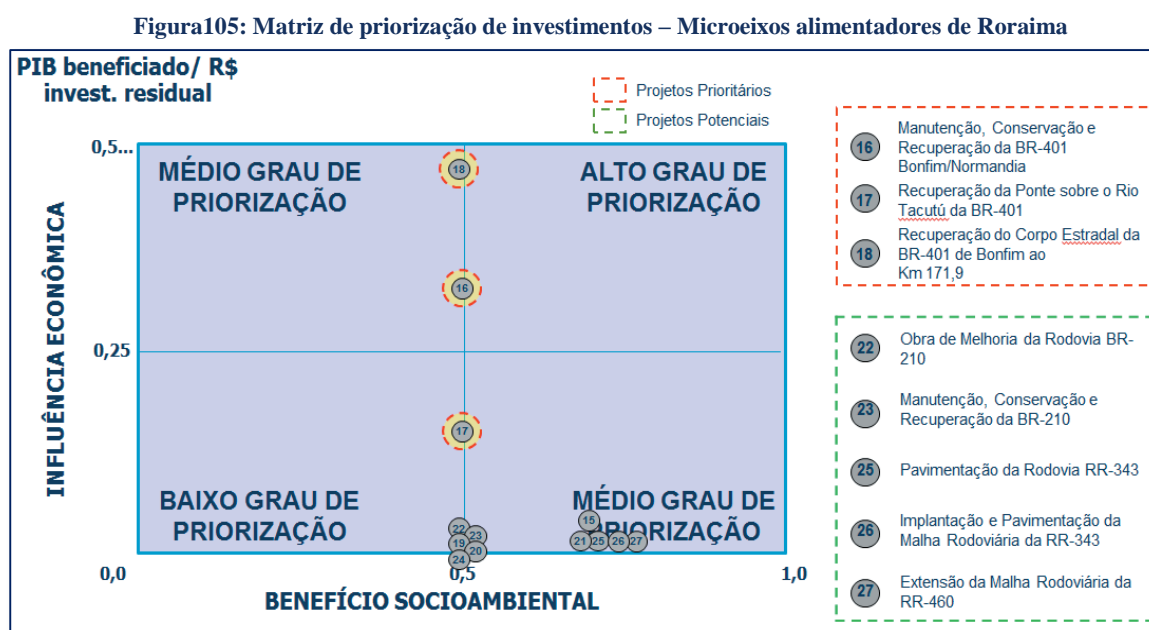 Figura105: Matriz de priorização de investimentos – Microeixos alimentadores de Roraima
PIB beneficiado/ R$
invest. residual
Projetos Prioritários
Projetos Potenciais
0,5...
MÉDIO GRAU DE
PRIORIZAÇÃO
18
ALTO GRAU DE
PRIORIZAÇÃO
16
0,25
INFLUÊNCIA ECONÔMICA
17
BAIXO GRAU DE
PRIORIZAÇÃO
MÉDIO GRAU DE
PRIORIZAÇÃO
22
23
19
20
24
15
21
25
26
27
0,0
0,5
1,0
BENEFÍCIO SOCIOAMBIENTAL
16
Manutenção, Conservação e
Recuperação da BR-401
Bonfim/Normandia
17
Recuperação da Ponte sobre o Rio
Tacutú da BR-401
18
Recuperação do Corpo Estradal da
BR-401 de Bonfim ao
Km 171,9
22
Obra de Melhoria da Rodovia BR-
210
23
Manutenção, Conservação e
Recuperação da BR-210
25
Pavimentação da Rodovia RR-343
26
Implantação e Pavimentação da
Malha Rodoviária da RR-343
27
Extensão da Malha Rodoviária da
RR-460